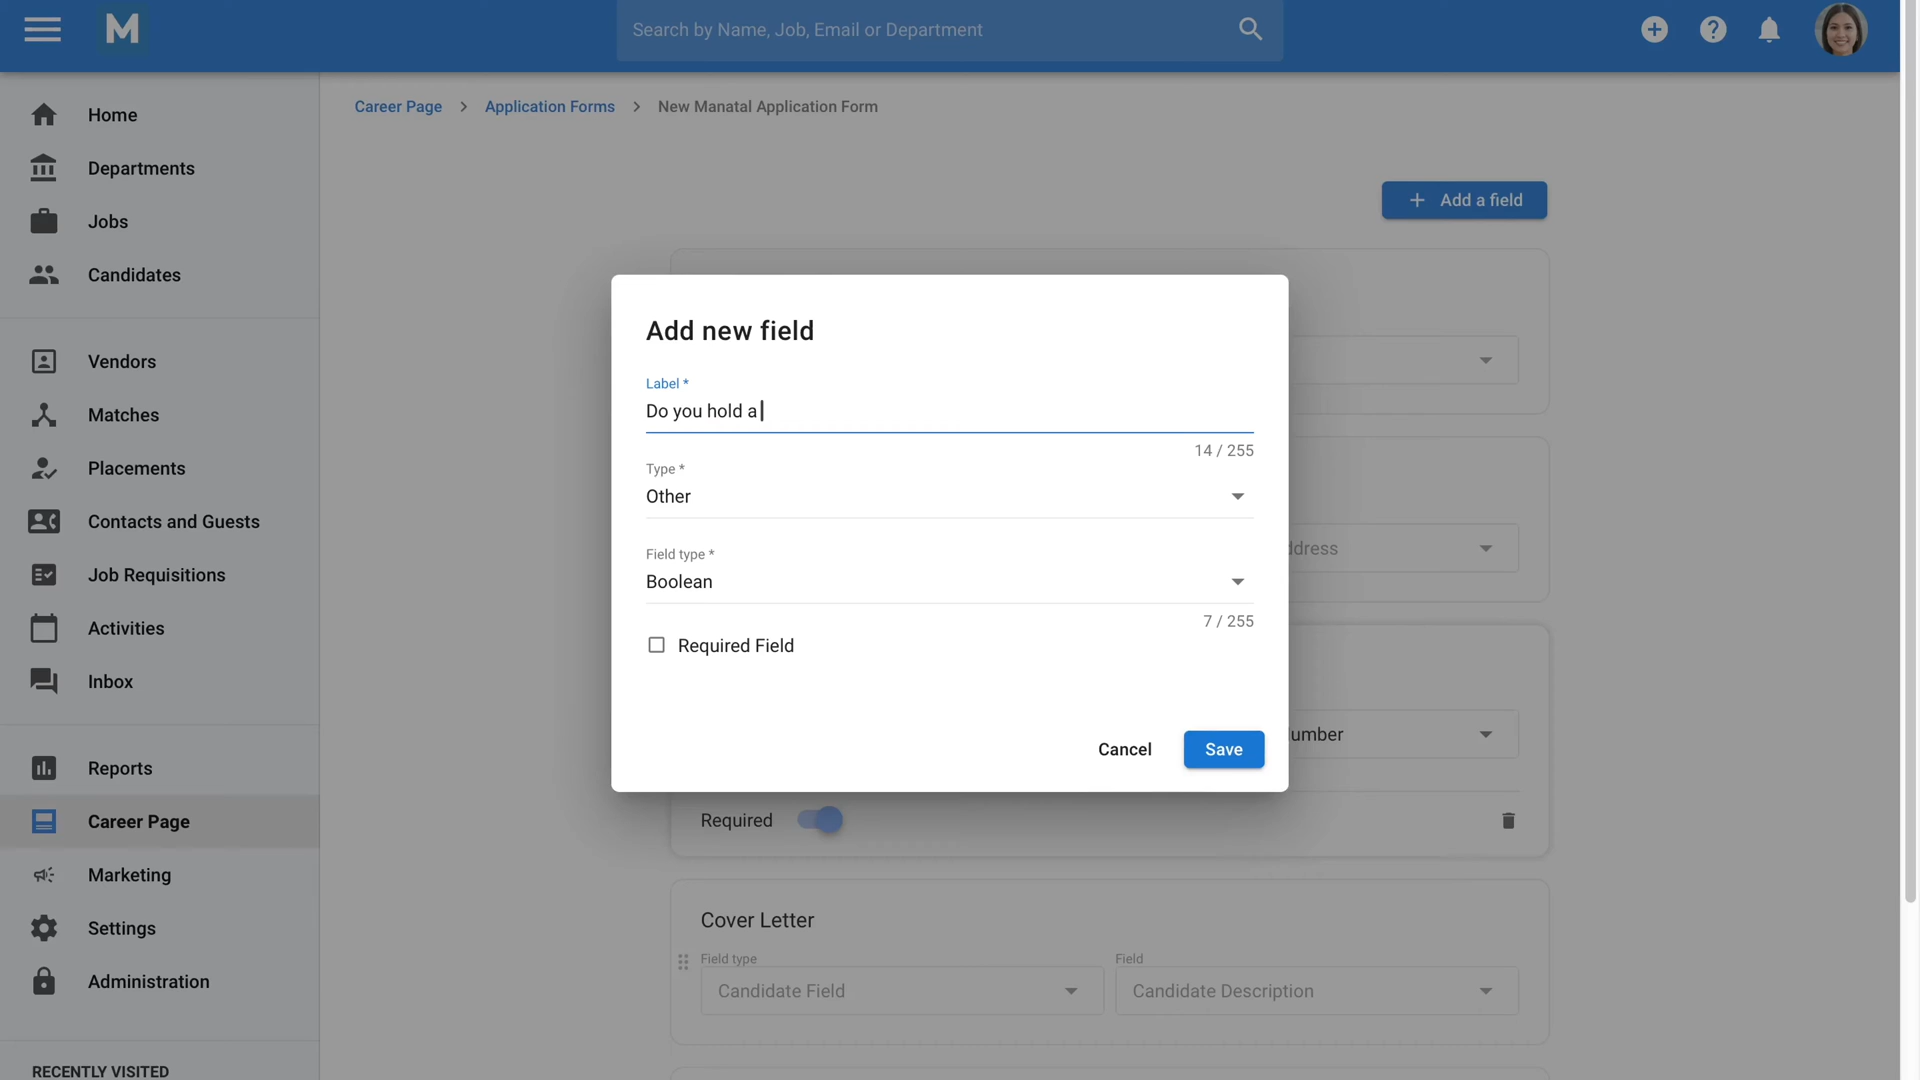 M
Search by Name, Job, Email or Department
Home
Departments
Jobs
Candidates
Vendors
Matches
Placements
Contacts and Guests
Job Requisitions
Activities
Inbox
Reports
Career Page
Marketing
Settings
Administration
RECENTLY VISITED
Career Page > Application Forms > New Manatal Application Form
+ Add a field
Add new field
Label *
Do you hold a
14 / 255
Type *
Other
Field type *
Boolean
7 / 255
Required Field
Cancel
Save
Required
Cover Letter
Field type
Field
Candidate Field
Candidate Description